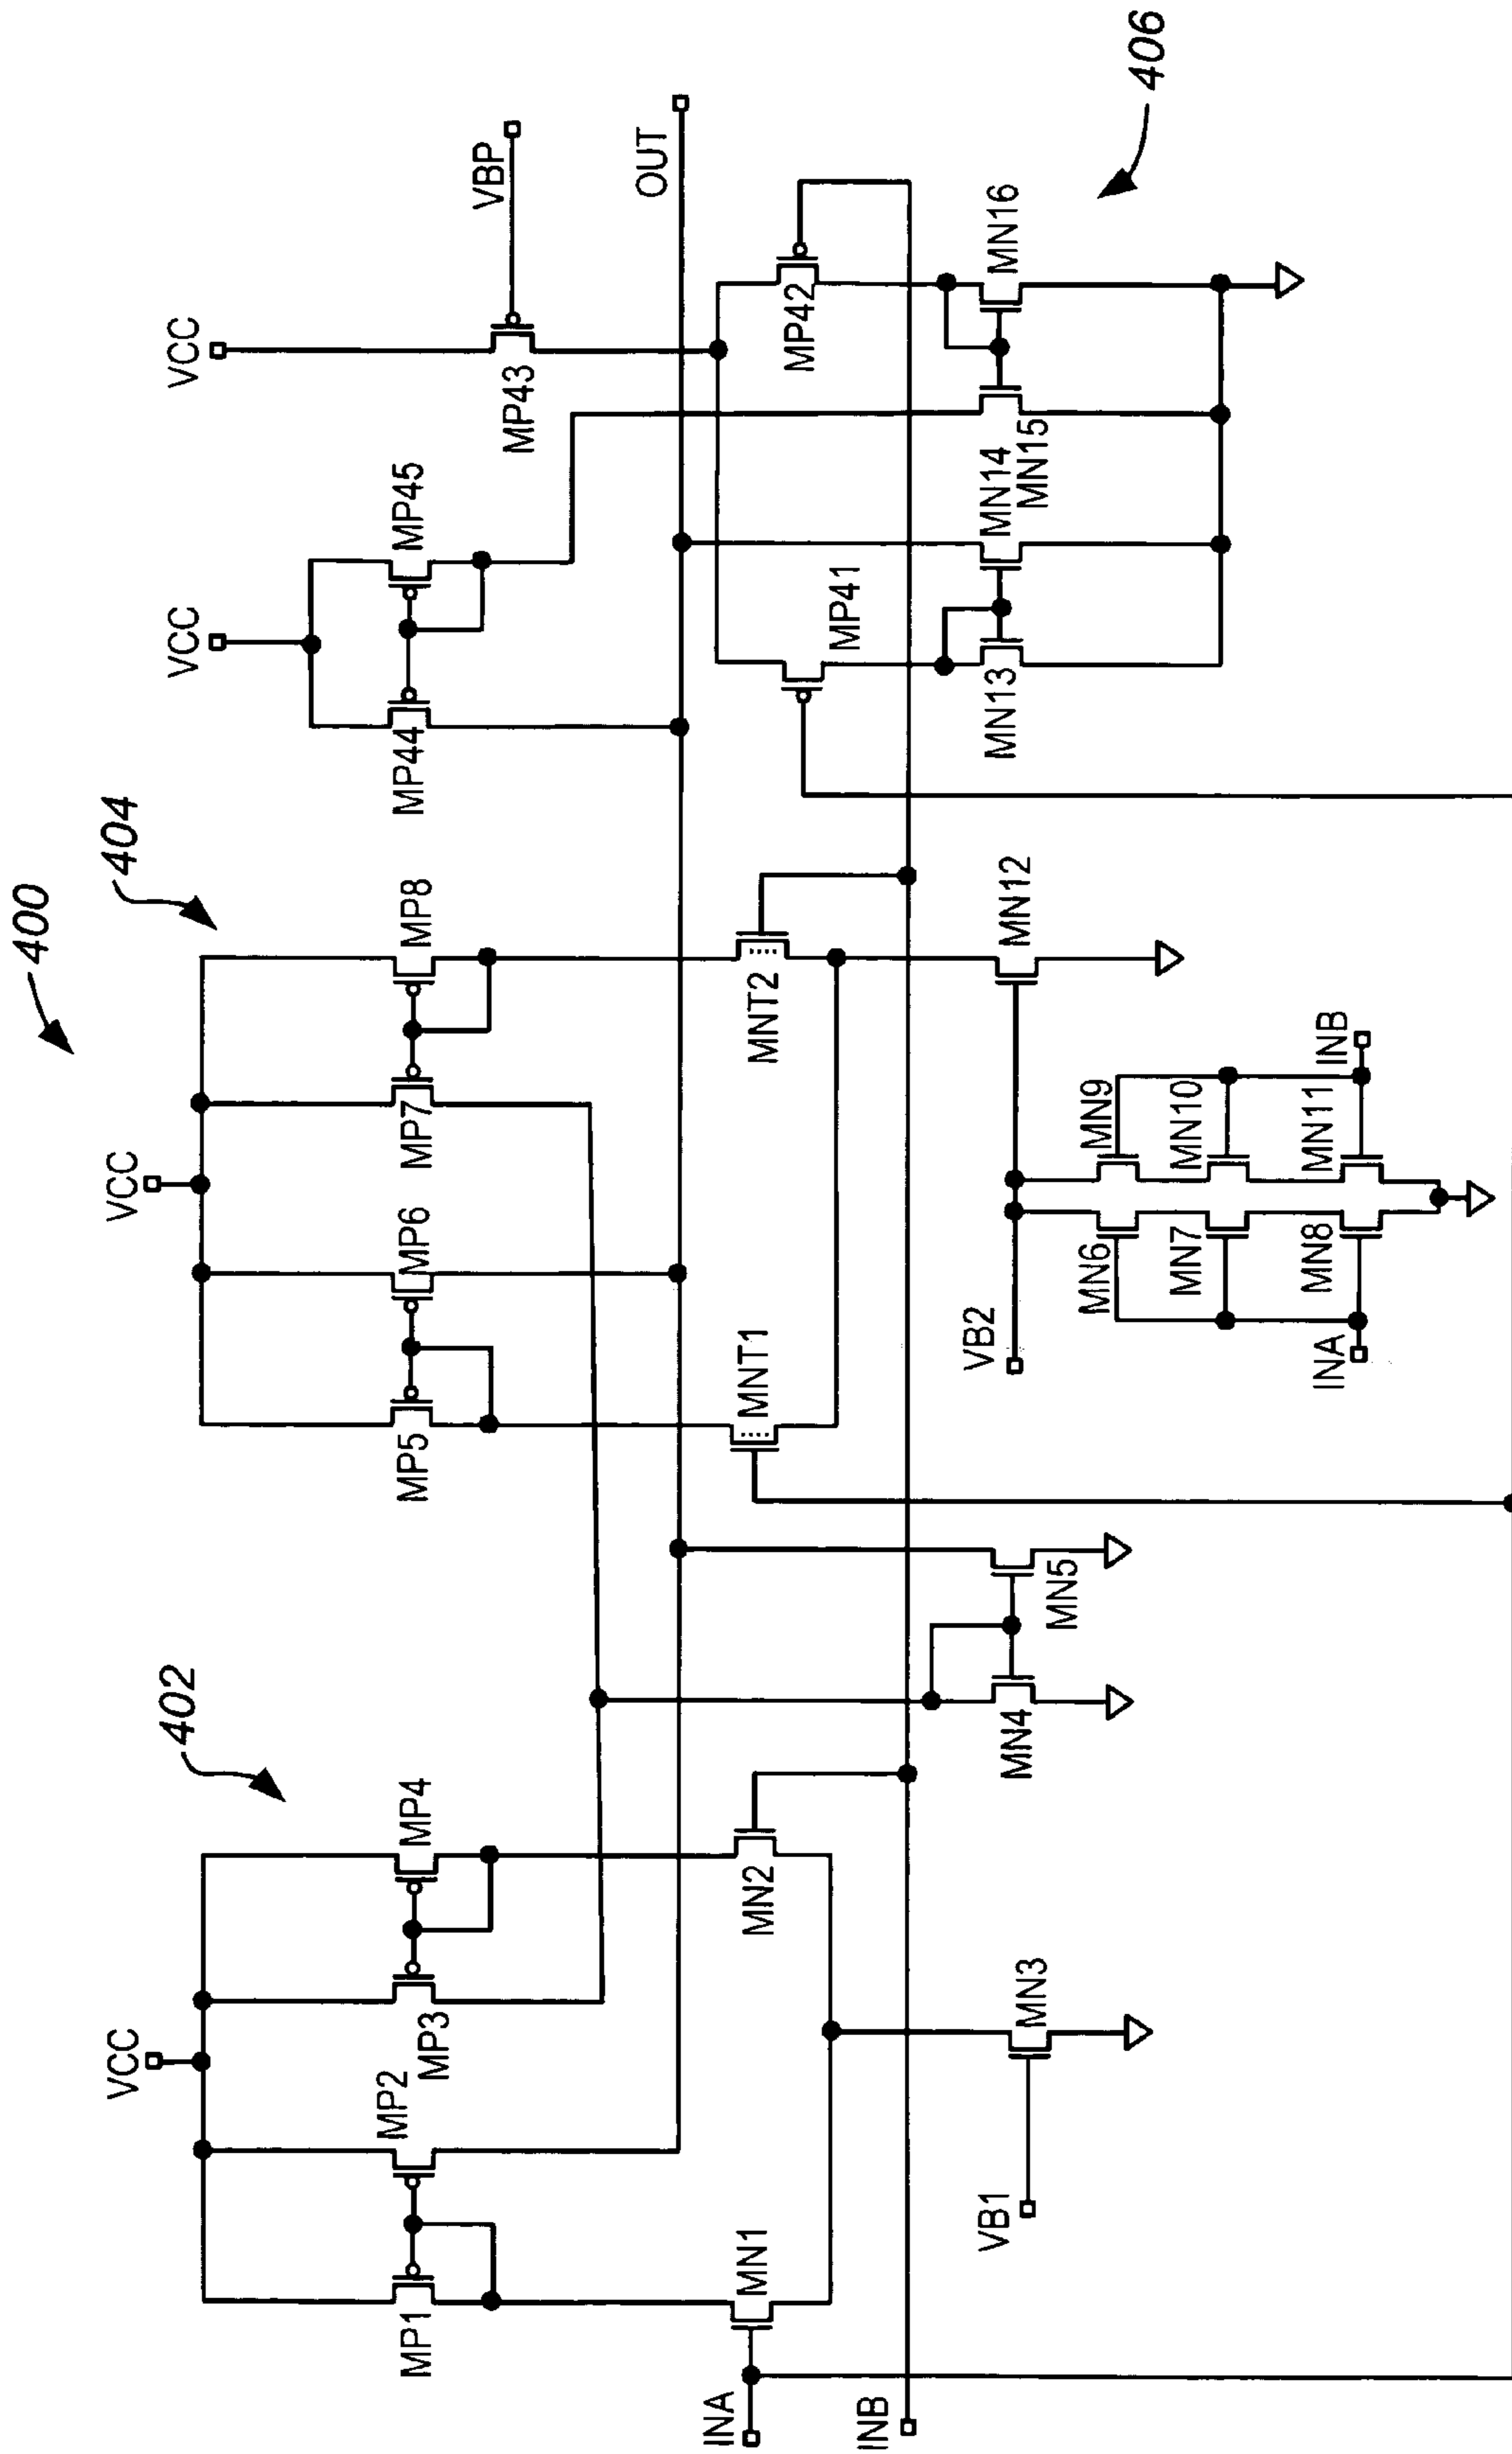 400
402
404
406
VCC
VCC
VCC
VCC
MP1
MP2
MP3
MP4
MP5
MP6
MP7
MP8
MP44
MP45
MP43
VBP
OUT
INA
MN1
MN2
MNT1
MNT2
MP41
MP42
INB
VB1
MN3
MN4
MN5
VB2
MN12
MN13
MN14
MN15
MN16
MN6
MN9
MN7
MN10
MN8
MN11
INA
INB